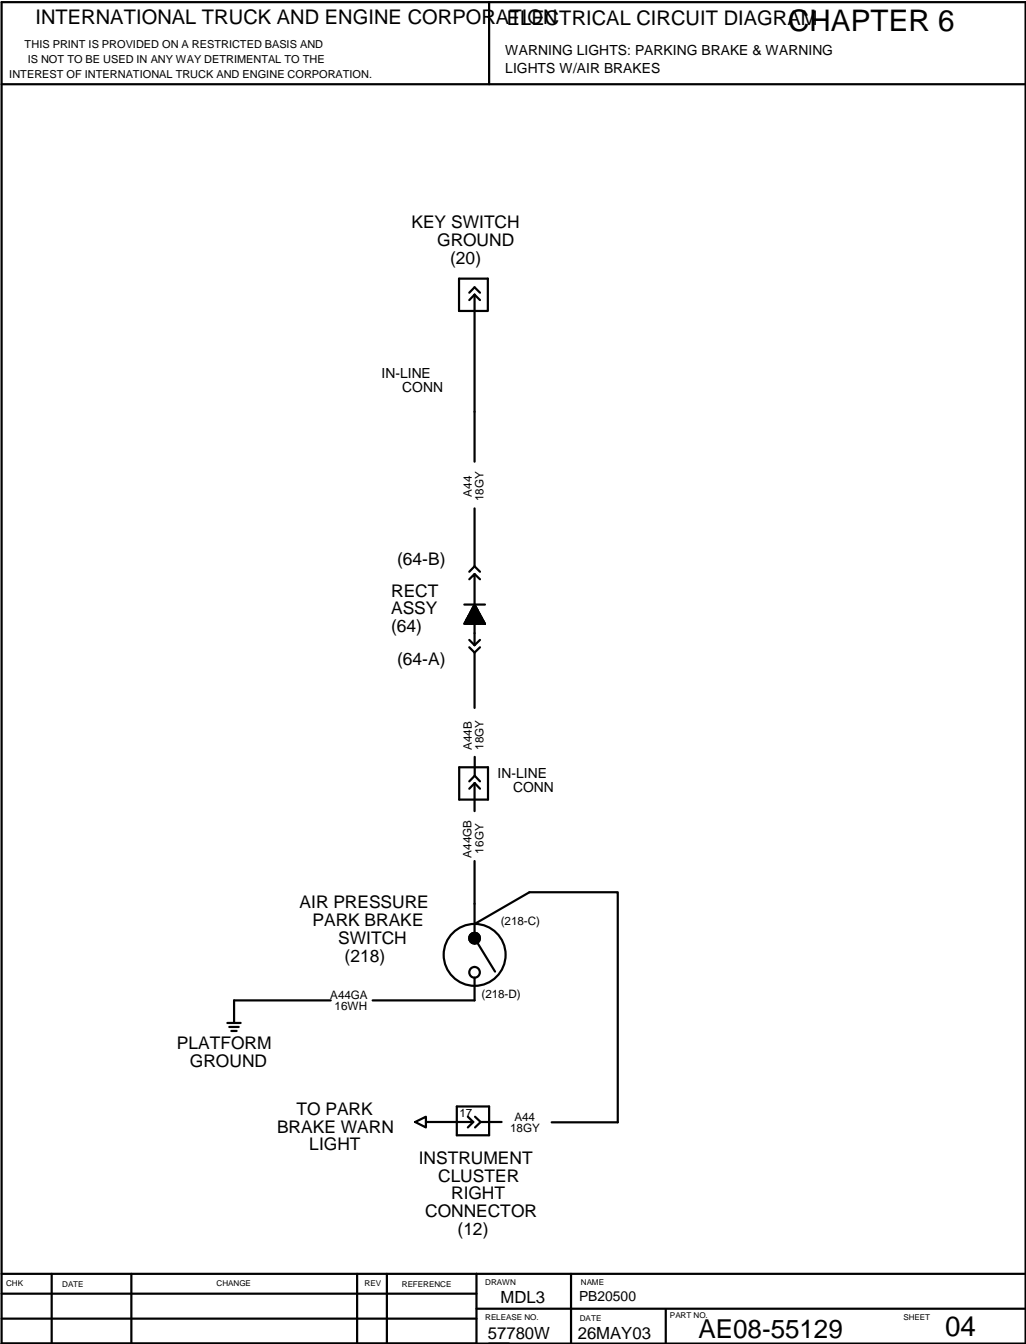 INTERNATIONAL TRUCK AND ENGINE CORPORATION
THIS PRINT IS PROVIDED ON A RESTRICTED BASIS AND
IS NOT TO BE USED IN ANY WAY DETRIMENTAL TO THE
INTEREST OF INTERNATIONAL TRUCK AND ENGINE CORPORATION.
ELECTRICAL CIRCUIT DIAGRAM
CHAPTER 6
WARNING LIGHTS: PARKING BRAKE & WARNING
LIGHTS W/AIR BRAKES
KEY SWITCH
GROUND
(20)
IN-LINE
CONN
A44
18GY
(64-B)
RECT
ASSY
(64)
(64-A)
A44B
18GY
IN-LINE
CONN
A44GB
16GY
AIR PRESSURE
PARK BRAKE
SWITCH
(218)
(218-C)
(218-D)
A44GA
16WH
PLATFORM
GROUND
TO PARK
BRAKE WARN
LIGHT
17
A44
18GY
INSTRUMENT
CLUSTER
RIGHT
CONNECTOR
(12)
CHK DATE CHANGE REV REFERENCE
DRAWN
MDL3
NAME
PB20500
RELEASE NO.
57780W
DATE
26MAY03
PART NO.
AE08-55129
SHEET
04